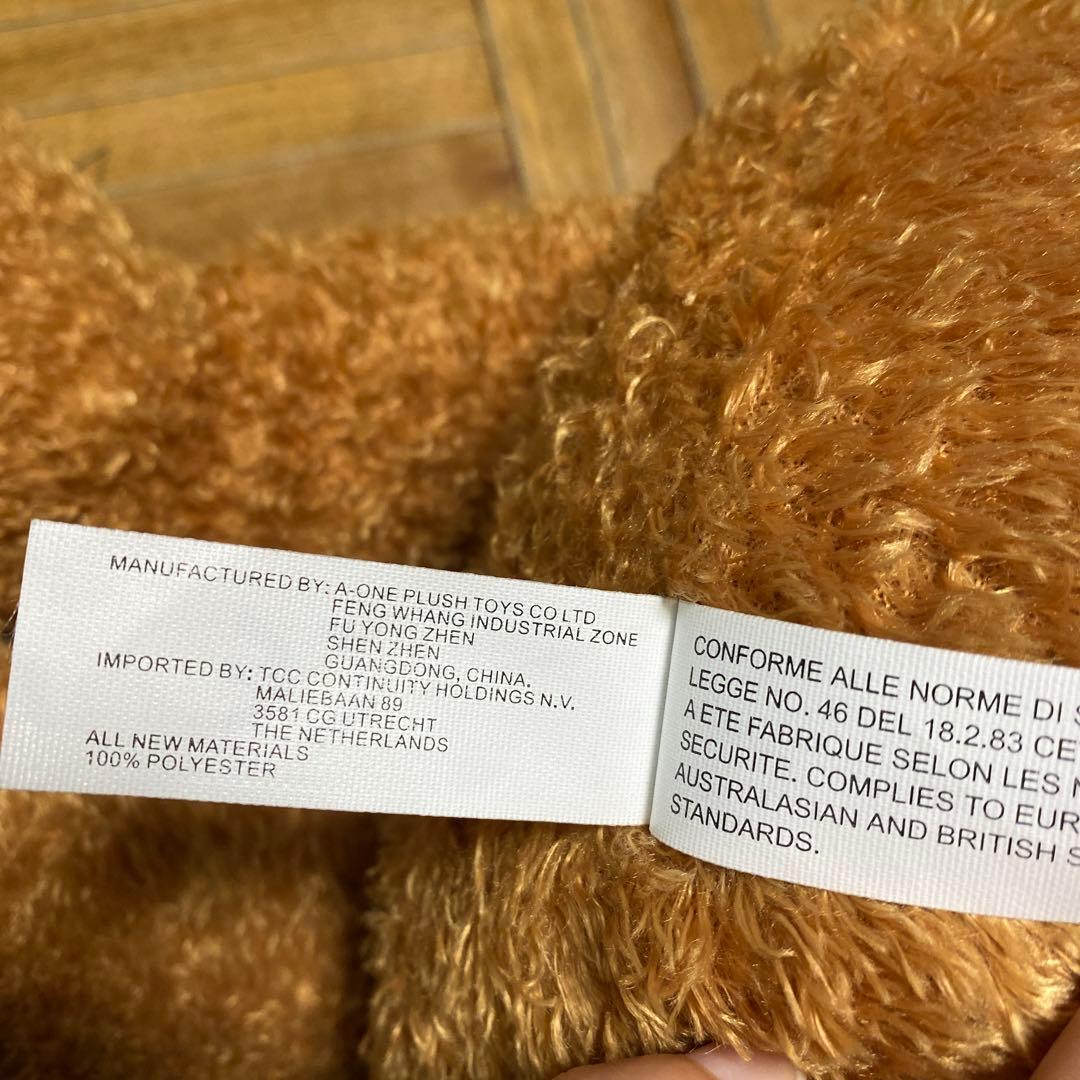 MANUFACTURED BY: A-ONE PLUSH TOYS CO LTD
FENG WHANG INDUSTRIAL ZONE
FU YONG ZHEN
SHEN ZHEN
GUANGDONG, CHINA.
IMPORTED BY: TCC CONTINUITY HOLDINGS N.V.
MALIEBAAN 89
3581 CG UTRECHT
THE NETHERLANDS
ALL NEW MATERIALS
100% POLYESTER
CONFORME ALLE NORME DI
LEGGE NO. 46 DEL 18.2.83 CE
A ETE FABRIQUE SELON LES
SECURITE. COMPLIES TO EUR
AUSTRALASIAN AND BRITISH
STANDARDS.